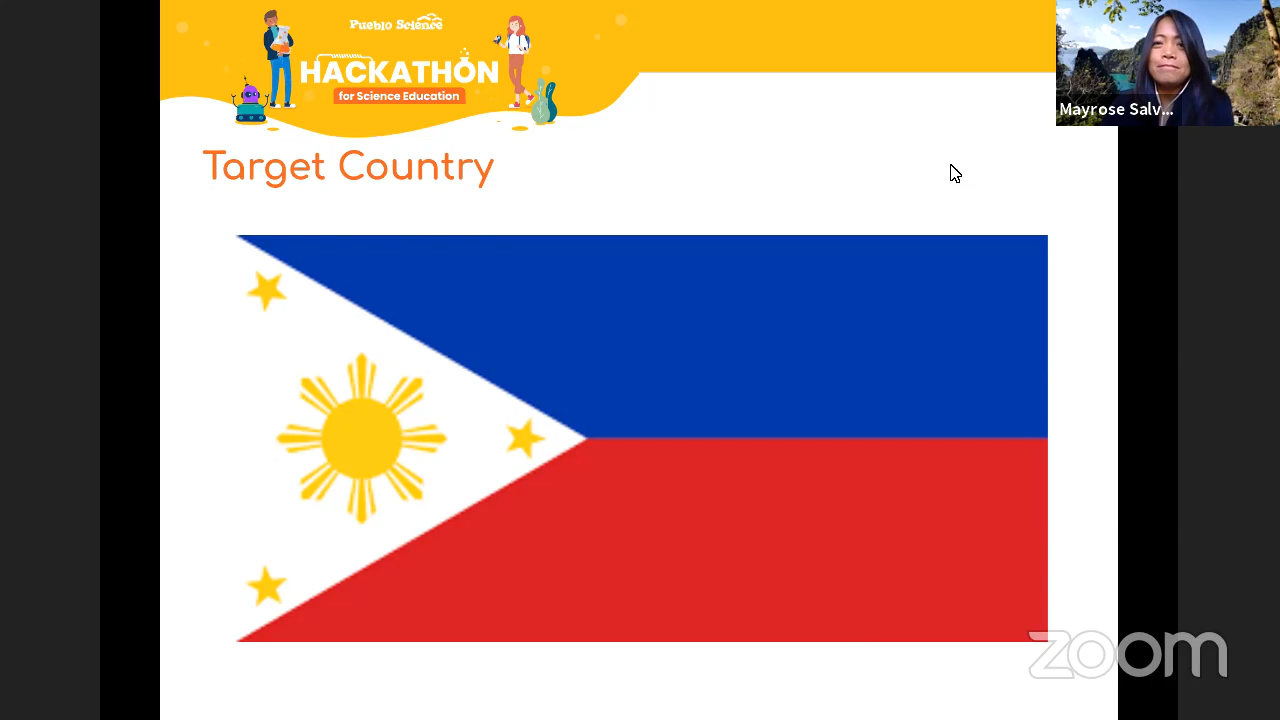 Pueblo Science
HACKATHON
for Science Education
Mayrose Salv...
Target Country
zoom